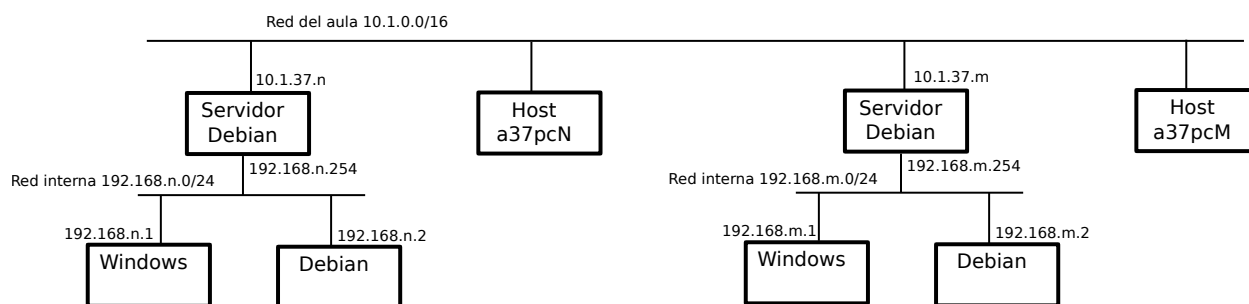 Red del aula 10.1.0.0/16
10.1.37.n
Servidor
Debian
Host
a37pcN
10.1.37.m
Servidor
Debian
Host
a37pcM
192.168.n.254
Red interna 192.168.n.0/24
192.168.n.1
Windows
192.168.n.2
Debian
192.168.m.254
Red interna 192.168.m.0/24
192.168.m.1
Windows
192.168.m.2
Debian